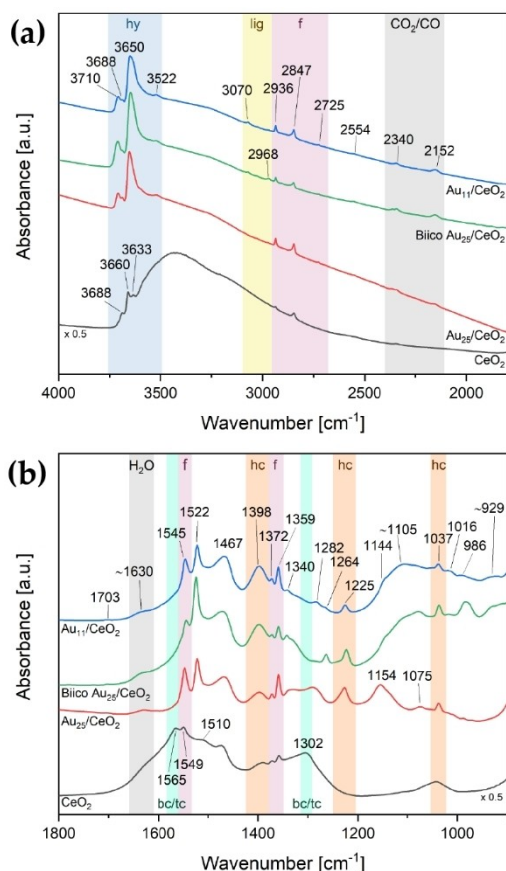 (a)
hy
lig
f
CO₂/CO
3650
3688
3710
3522
3070
2936
2847
2725
2554
2340
2152
2968
Au₁₁/CeO₂
Biico Au₂₅/CeO₂
3633
3660
3688
x 0.5
Au₂₅/CeO₂
CeO₂
Absorbance [a.u.]
4000 3500 3000 2500 2000
Wavenumber [cm⁻¹]
(b)
H₂O
f
hc
f
hc
hc
1522
1545
1467
1398
1359
1372
1340
1282
1264
1225
1144
~1105
1037
1016
986
~929
~1630
1703
Au₁₁/CeO₂
Biico Au₂₅/CeO₂
1154
1075
Au₂₅/CeO₂
1510
1549
1565
1302
CeO₂
bc/tc
bc/tc
x 0.5
Absorbance [a.u.]
1800 1600 1400 1200 1000
Wavenumber [cm⁻¹]